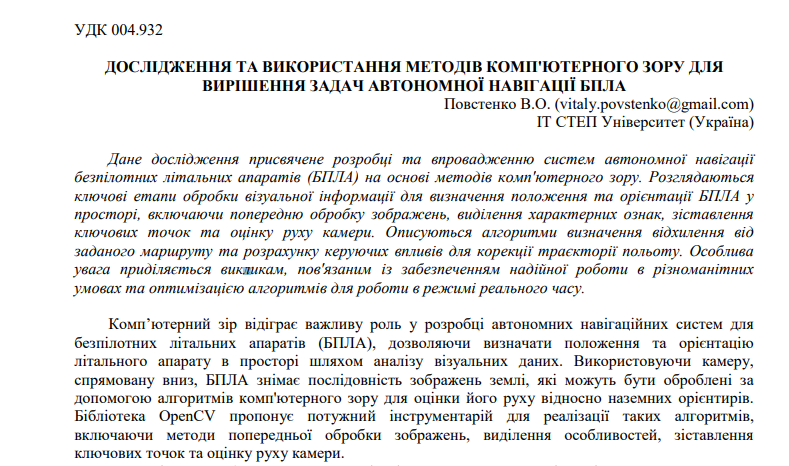 УДК 004.932
ДОСЛІДЖЕННЯ ТА ВИКОРИСТАННЯ МЕТОДІВ КОМП'ЮТЕРНОГО ЗОРУ ДЛЯ
ВИРІШЕННЯ ЗАДАЧ АВТОНОМНОЇ НАВІГАЦІЇ БПЛА
Повстенко В.О. (vitaly.povstenko@gmail.com)
ІТ СТЕП Університет (Україна)
Дане дослідження присвячене розробці та впровадженню систем автономної навігації
безпілотних літальних апаратів (БПЛА) на основі методів комп'ютерного зору. Розглядаються
ключові етапи обробки візуальної інформації для визначення положення та орієнтації БПЛА у
просторі, включаючи попередню обробку зображень, виділення характерних ознак, зіставлення
ключових точок та оцінку руху камери. Описуються алгоритми визначення відхилення від
заданого маршруту та розрахунку керуючих впливів для корекції траєкторії польоту. Особлива
увага приділяється викликам, пов'язаним із забезпеченням надійної роботи в різноманітних
умовах та оптимізацією алгоритмів для роботи в режимі реального часу.
Комп’ютерний зір відіграє важливу роль у розробці автономних навігаційних систем для
безпілотних літальних апаратів (БПЛА), дозволяючи визначати положення та орієнтацію
літального апарату в просторі шляхом аналізу візуальних даних. Використовуючи камеру,
спрямовану вниз, БПЛА знімає послідовність зображень землі, які можуть бути оброблені за
допомогою алгоритмів комп'ютерного зору для оцінки його руху відносно наземних орієнтирів.
Бібліотека OpenCV пропонує потужний інструментарій для реалізації таких алгоритмів,
включаючи методи попередньої обробки зображень, виділення особливостей, зіставлення
ключових точок та оцінку руху камери.